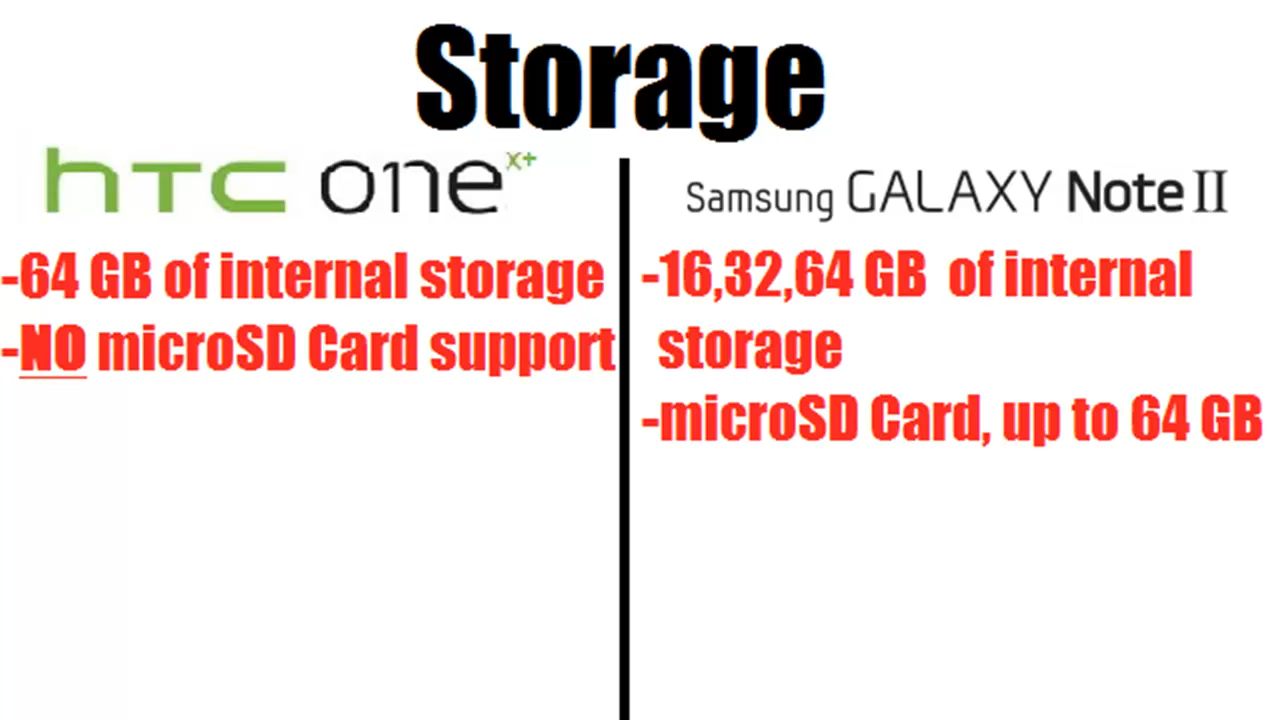 Storage
hTC one x+
-64 GB of internal storage
-NO microSD Card support
Samsung GALAXY Note II
-16,32,64 GB of internal
storage
-microSD Card, up to 64 GB